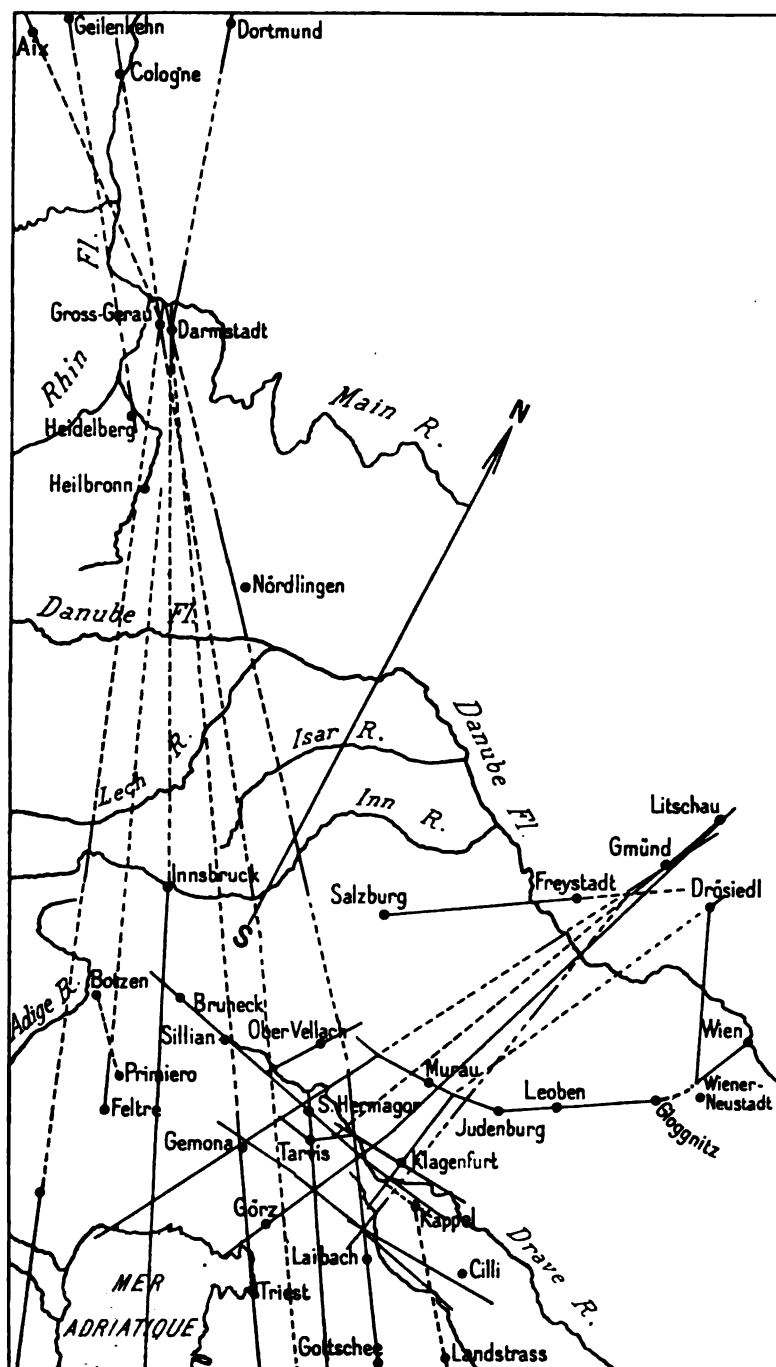 Geilenkehn
Dortmund
Aix
Cologne
Fl.
Gross-Gerau
Darmstadt
Rhin
Main R.
N
Heidelberg
Heilbronn
Nördlingen
Danube Fl.
Danube Fl.
Isar R.
Lech R.
Inn R.
Litschau
Gmünd
Innsbruck
Freystadt
Drösiedl
Salzburg
S
Adige R.
Botzen
Bruneck
Ober Vellach
Sillian
Wien
Murau
Primiero
Leoben
Wiener-
Neustadt
S. Hermagor
Feltre
Judenburg
Gloggnitz
Gemona
Tarvis
Klagenfurt
Görz
Kappel
Drave R.
Laibach
Cilli
MER
ADRIATIQUE
Triest
Gottschee
Landstrass